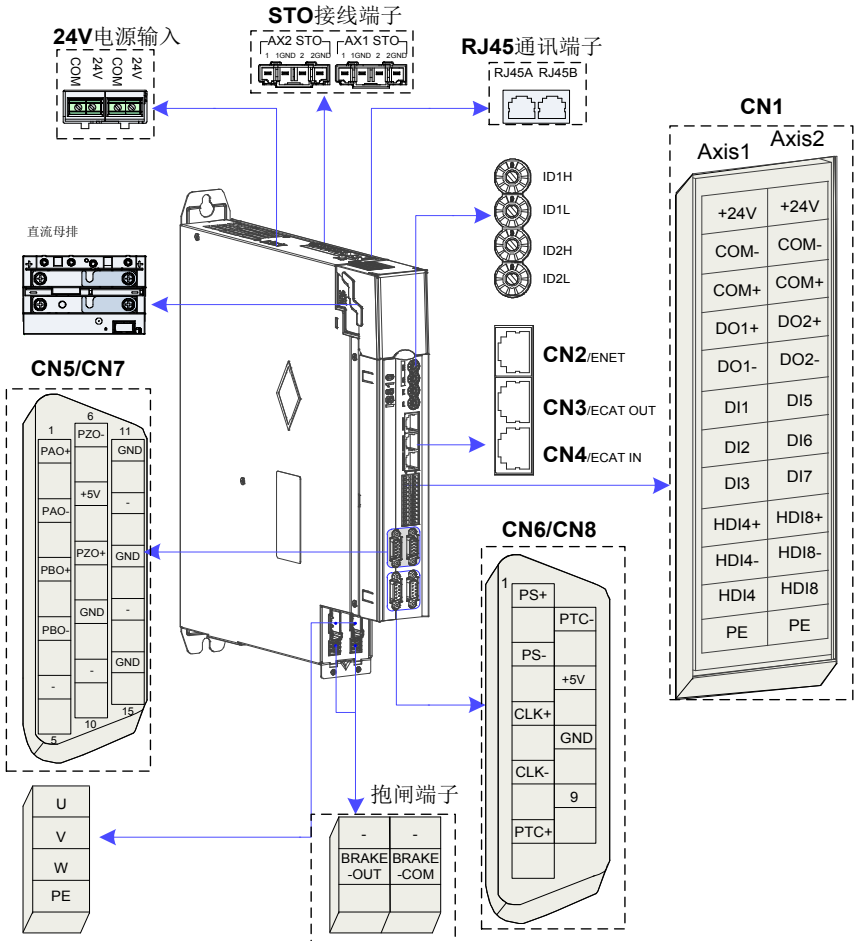 STO接线端子
24V电源输入
COM 24V COM 24V
AX2 STO AX1 STO
1 1GND 2 2GND 1 1GND 2 2GND
RJ45通讯端子
RJ45A RJ45B
ID1H
ID1L
ID2H
ID2L
直流母排
CN2/ENET
CN3/ECAT OUT
CN4/ECAT IN
CN1
Axis1 Axis2
+24V +24V
COM- COM-
COM+ COM+
DO1+ DO2+
DO1- DO2-
DI1 DI5
DI2 DI6
DI3 DI7
HDI4+ HDI8+
HDI4- HDI8-
HDI4 HDI8
PE PE
CN5/CN7
1 6 11
PAO+ PZO- GND
PAO- +5V -
PBO+ PZO+ GND
PBO- GND -
- - GND
5 10 15
CN6/CN8
1
PS+
PTC-
PS-
+5V
CLK+
GND
CLK-
9
PTC+
U
V
W
PE
抱闸端子
- -
BRAKE BRAKE
-OUT -COM